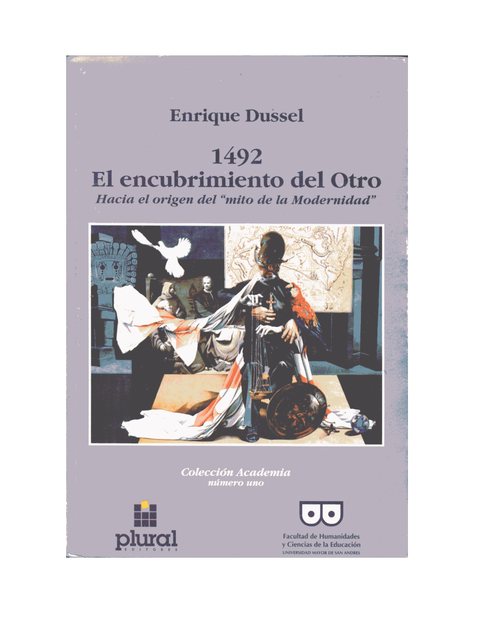 Enrique Dussel
1492
El encubrimiento del Otro
Hacia el origen del “mito de la Modernidad”
Colección Academia
número uno
plural
EDITORES
Facultad de Humanidades
y Ciencias de la Educación
UNIVERSIDAD MAYOR DE SAN ANDRES